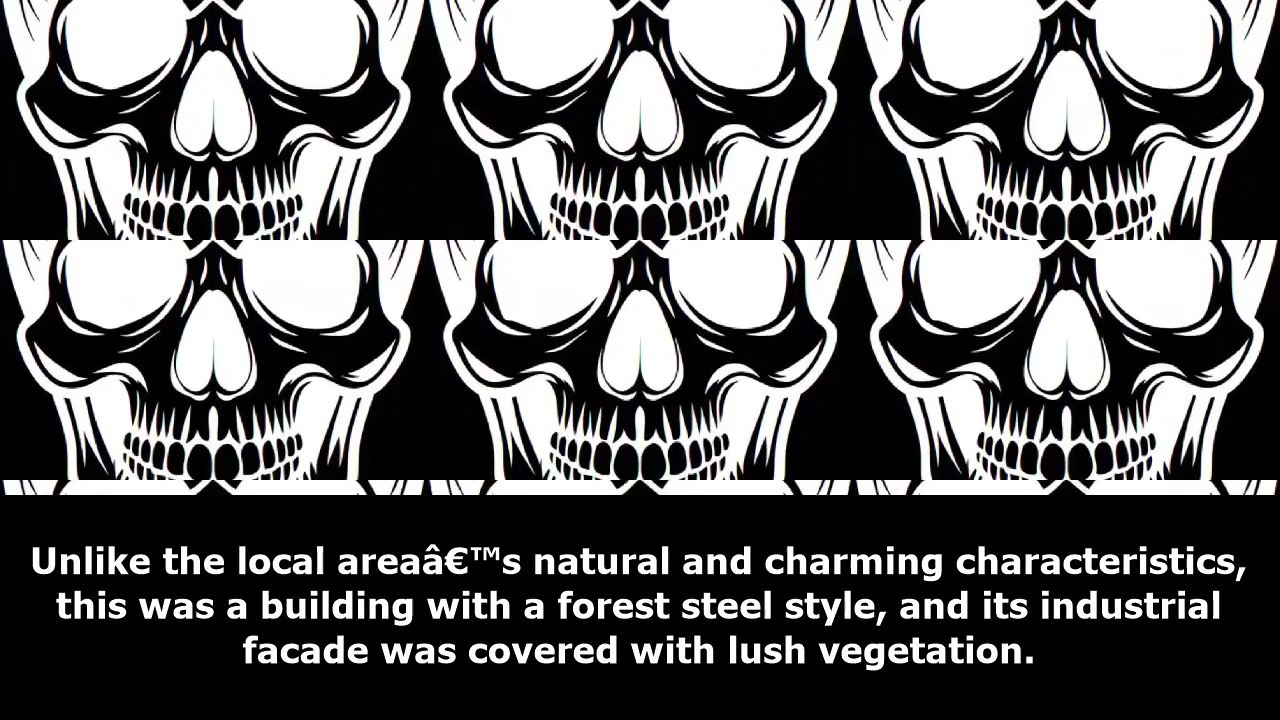 Unlike the local areaâ€™s natural and charming characteristics,
this was a building with a forest steel style, and its industrial
facade was covered with lush vegetation.